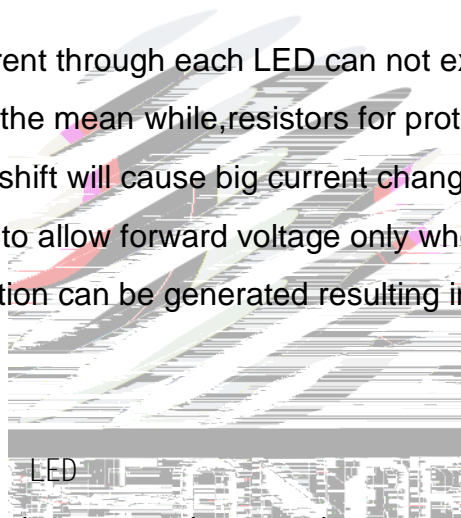 rent through each LED can not ex
the mean while,resistors for prot
shift will cause big current chang
to allow forward voltage only wh
tion can be generated resulting in
LED